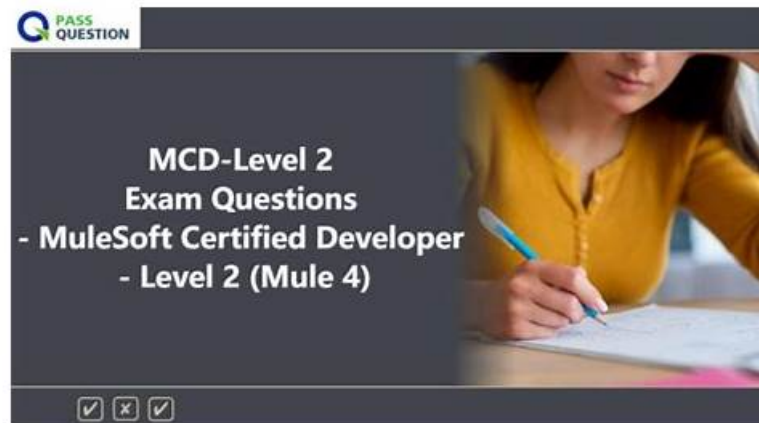 PASS
QUESTION
MCD-Level 2
Exam Questions
- MuleSoft Certified Developer
- Level 2 (Mule 4)